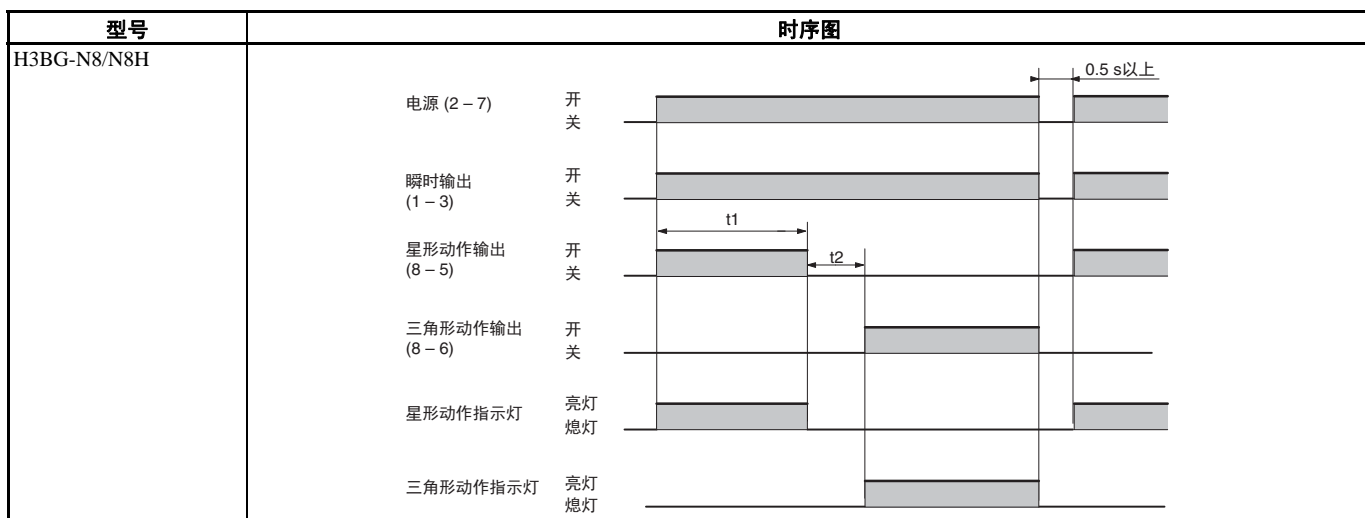 型号 时序图
H3BG-N8/N8H
0.5 s以上
电源 (2 – 7) 开
关
瞬时输出 开
(1 – 3) 关
t1
星形动作输出 开
(8 – 5) 关
t2
三角形动作输出 开
(8 – 6) 关
星形动作指示灯 亮灯
熄灯
三角形动作指示灯 亮灯
熄灯